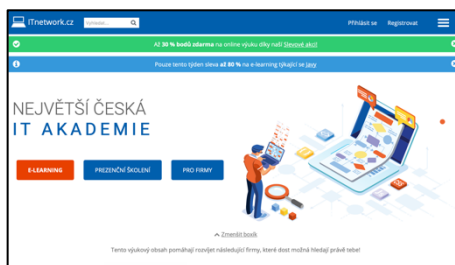 ITnetwork.cz
Přihlásit se
Registrovat
Až 30 % bodů zdarma na online výuku díky naší Slevové akci!
Pouze tento týden sleva až 80 % na e-learning týkající se Javy
NEJVĚTŠÍ ČESKÁ
IT AKADEMIE
E-LEARNING
PREZENČNÍ ŠKOLENÍ
PRO FIRMY
Zmenšit boxík
Tento výukový obsah pomáhají rozvíjet následující firmy, které dost možná hledají právě tebe!